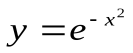 y = e^{- x^2}